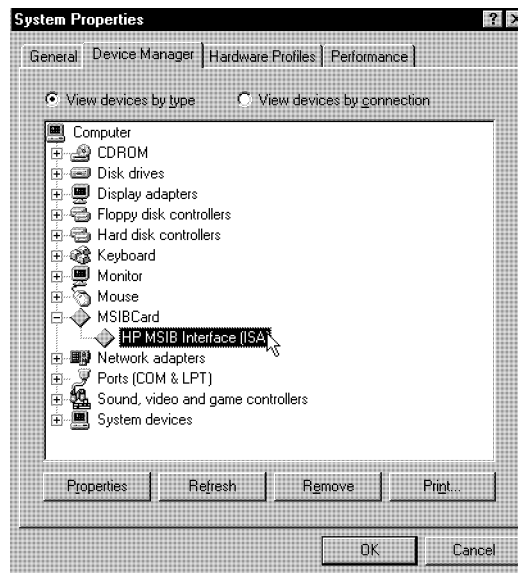 System Properties
General Device Manager Hardware Profiles Performance
View devices by type View devices by connection
Computer
CDROM
Disk drives
Display adapters
Floppy disk controllers
Hard disk controllers
Keyboard
Monitor
Mouse
MSIBCard
HP MSIB Interface (ISA)
Network adapters
Ports (COM & LPT)
Sound, video and game controllers
System devices
Properties Refresh Remove Print...
OK Cancel